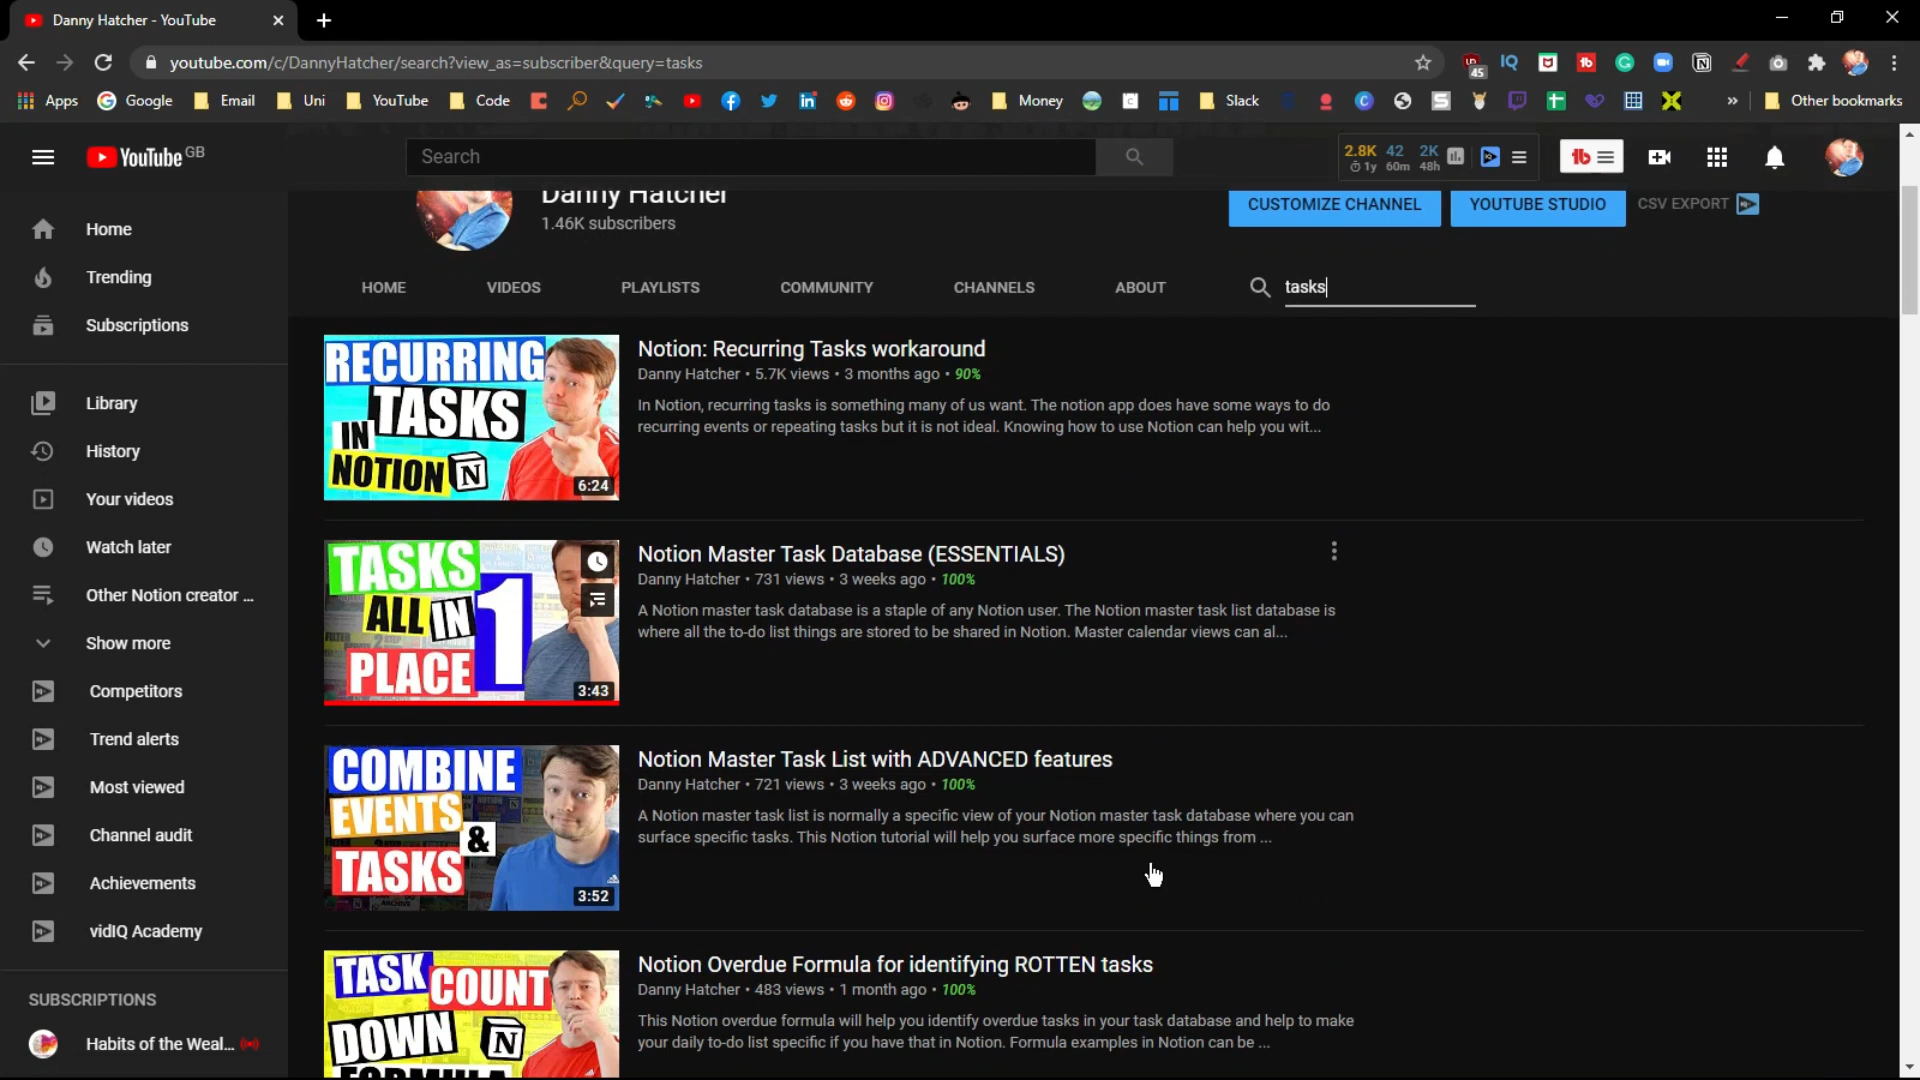 Danny Hatcher - YouTube
youtube.com/c/DannyHatcher/search?view_as=subscriber&query=tasks
45
Apps
Google
Email
Uni
YouTube
Code
Money
Slack
Other bookmarks
YouTube GB
Search
2.8K 42 2K
1y 60m 48h
Danny Hatcher
1.46K subscribers
CUSTOMIZE CHANNEL
YOUTUBE STUDIO
CSV EXPORT
HOME
VIDEOS
PLAYLISTS
COMMUNITY
CHANNELS
ABOUT
tasks
Home
Trending
Subscriptions
Library
History
Your videos
Watch later
Other Notion creator ...
Show more
Competitors
Trend alerts
Most viewed
Channel audit
Achievements
vidIQ Academy
SUBSCRIPTIONS
Habits of the Weal...
RECURRING
TASKS
IN
NOTION
6:24
Notion: Recurring Tasks workaround
Danny Hatcher • 5.7K views • 3 months ago • 90%
In Notion, recurring tasks is something many of us want. The notion app does have some ways to do
recurring events or repeating tasks but it is not ideal. Knowing how to use Notion can help you wit...
TASKS
ALL IN 1
PLACE
3:43
Notion Master Task Database (ESSENTIALS)
Danny Hatcher • 731 views • 3 weeks ago • 100%
A Notion master task database is a staple of any Notion user. The Notion master task list database is
where all the to-do list things are stored to be shared in Notion. Master calendar views can al...
COMBINE
EVENTS
&
TASKS
3:52
Notion Master Task List with ADVANCED features
Danny Hatcher • 721 views • 3 weeks ago • 100%
A Notion master task list is normally a specific view of your Notion master task database where you can
surface specific tasks. This Notion tutorial will help you surface more specific things from ...
TASK COUNT
DOWN
FORMULA
Notion Overdue Formula for identifying ROTTEN tasks
Danny Hatcher • 483 views • 1 month ago • 100%
This Notion overdue formula will help you identify overdue tasks in your task database and help to make
your daily to-do list specific if you have that in Notion. Formula examples in Notion can be ...